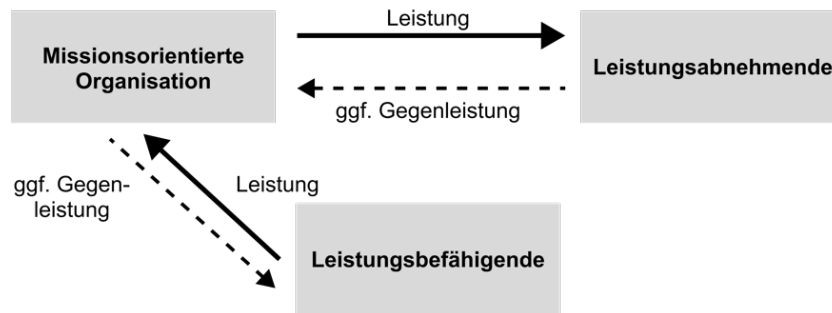 Leistung
Missionsorientierte
Organisation
Leistungsabnehmende
ggf. Gegenleistung
ggf. Gegen-
leistung
Leistung
Leistungsbefähigende